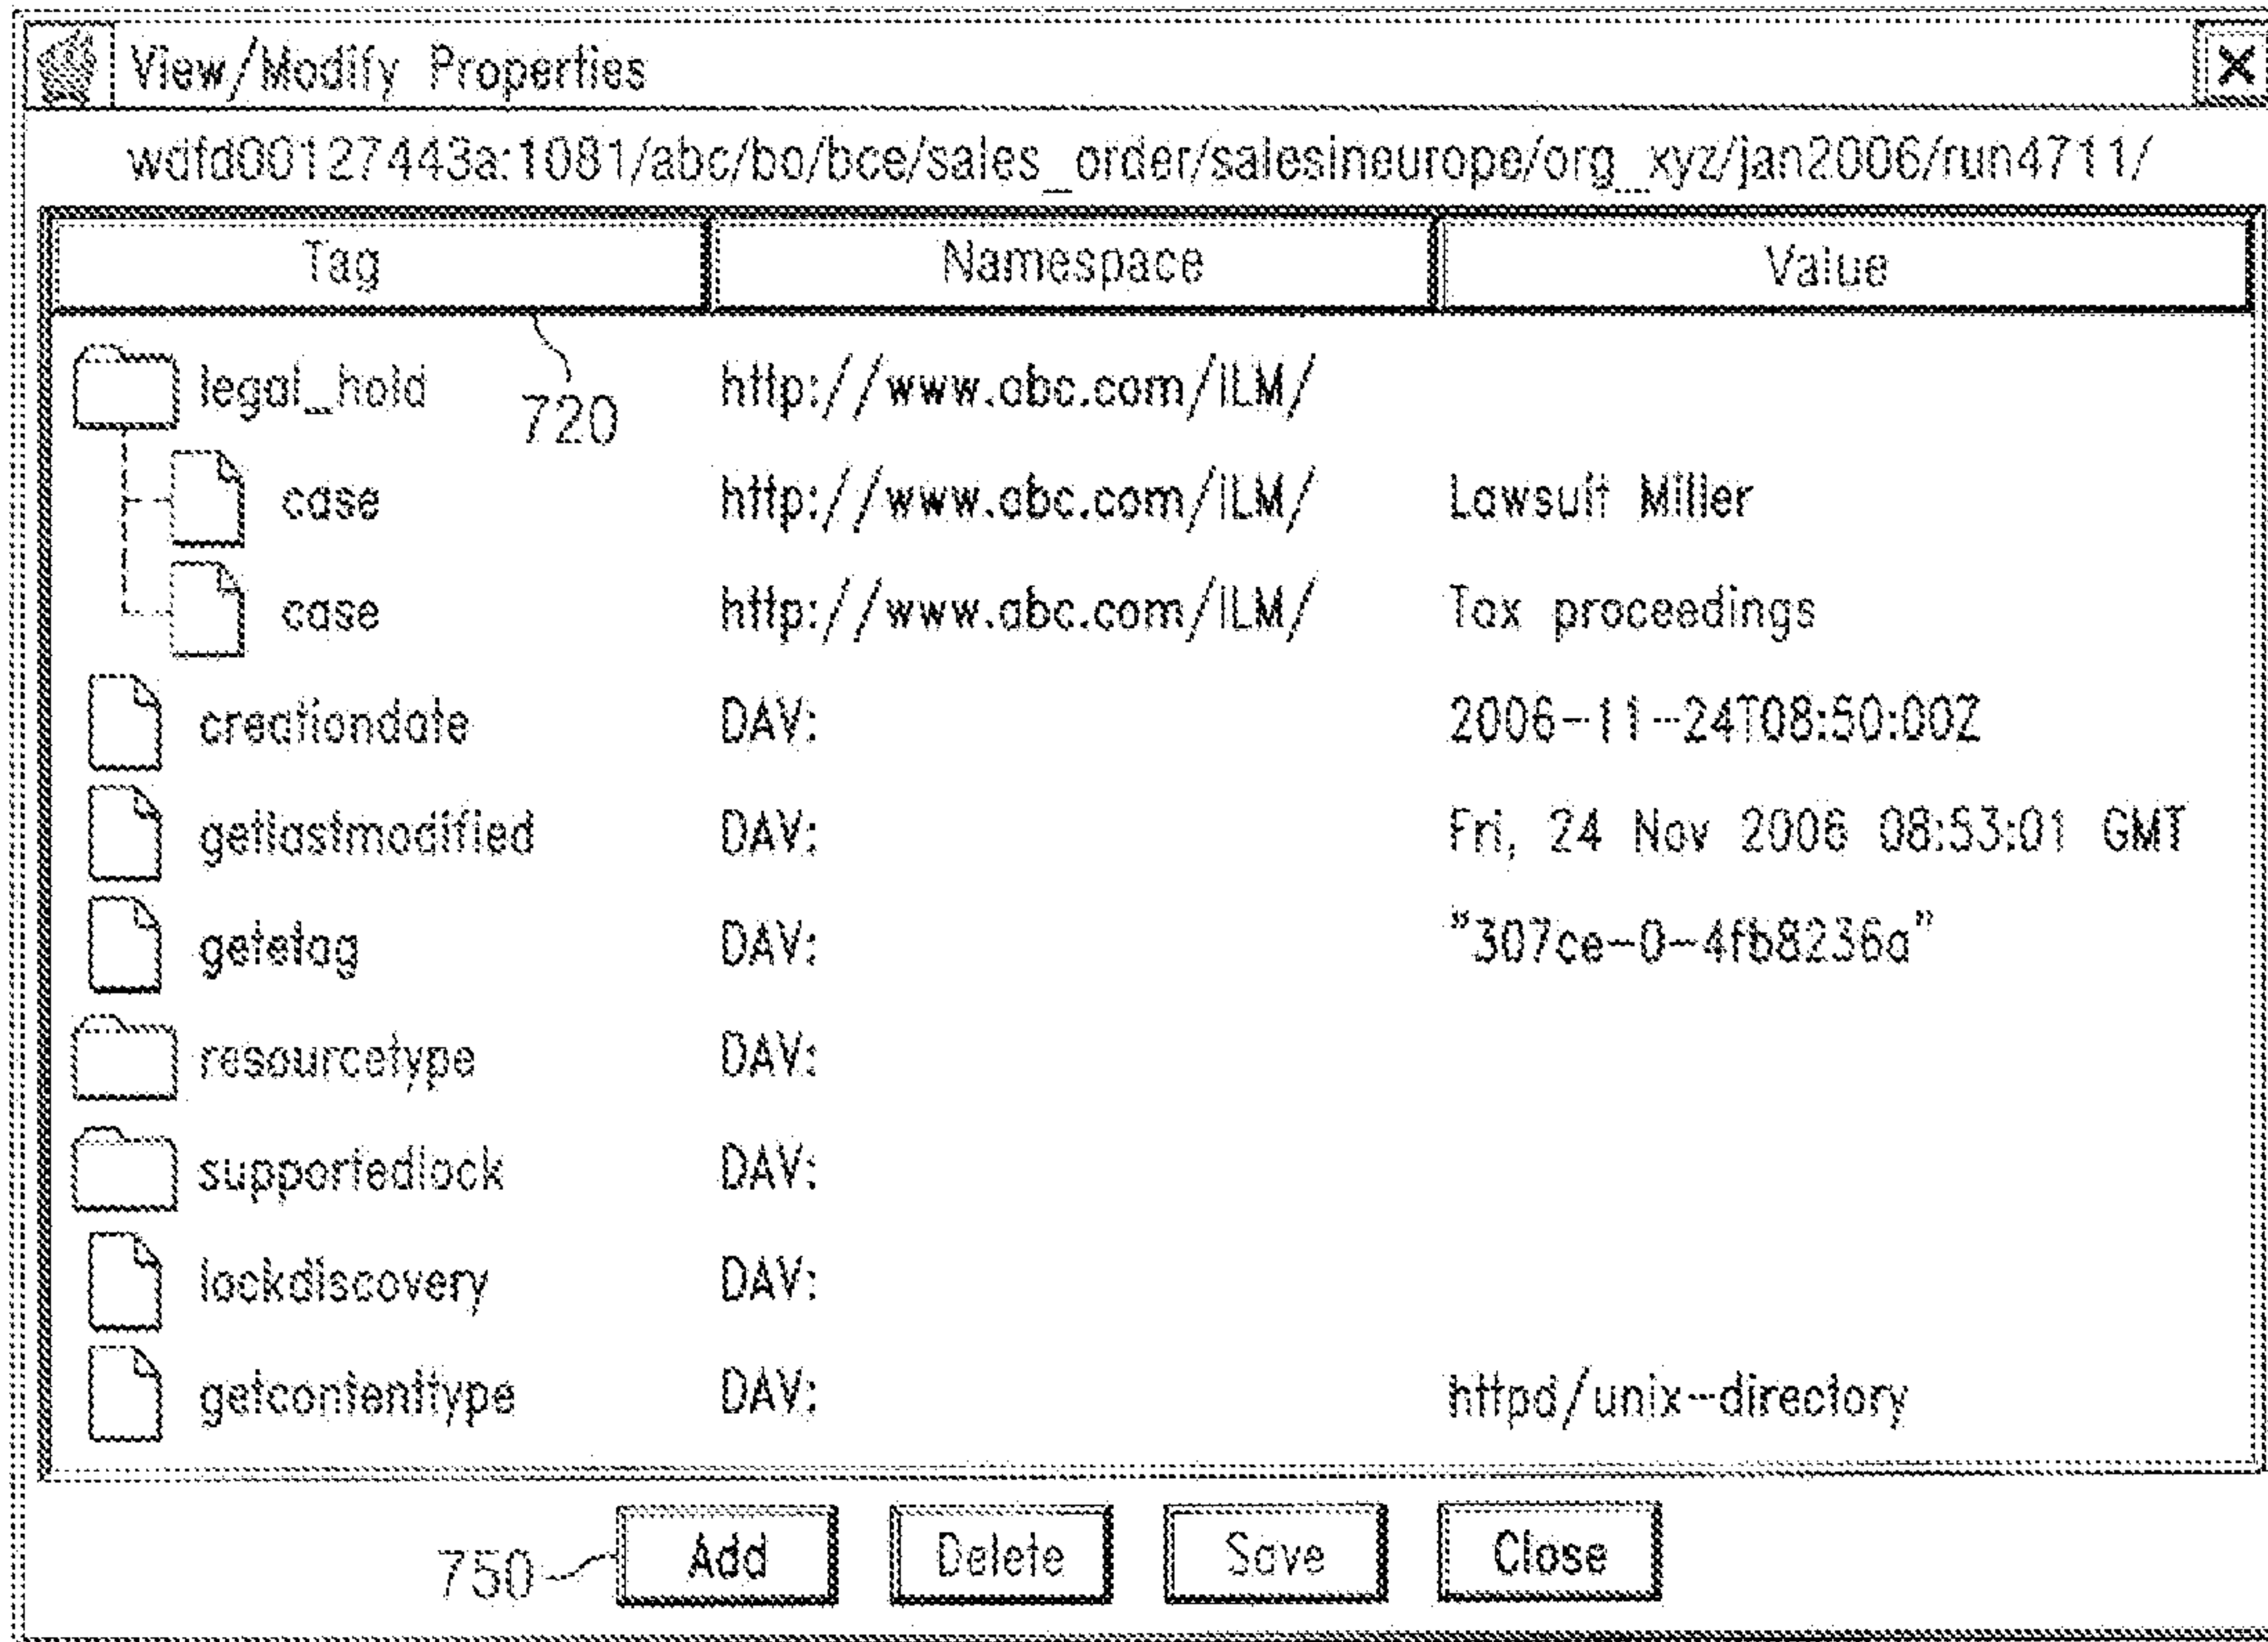 View/Modify Properties
wdfd00127443a:1081/abc/bo/bce/sales_order/salesineurope/org_xyz/jan2006/run4711/
Tag Namespace Value
720
legal_hold http://www.abc.com/ILM/
case http://www.abc.com/ILM/ Lawsuit Miller
case http://www.abc.com/ILM/ Tax proceedings
creationdate DAV: 2006-11-24T08:50:00Z
getlastmodified DAV: Fri, 24 Nov 2006 08:53:01 GMT
getetag DAV: "307ce-0-4fb8236a"
resourcetype DAV:
supportedlock DAV:
lockdiscovery DAV:
getcontenttype DAV: httpd/unix-directory
750 Add Delete Save Close